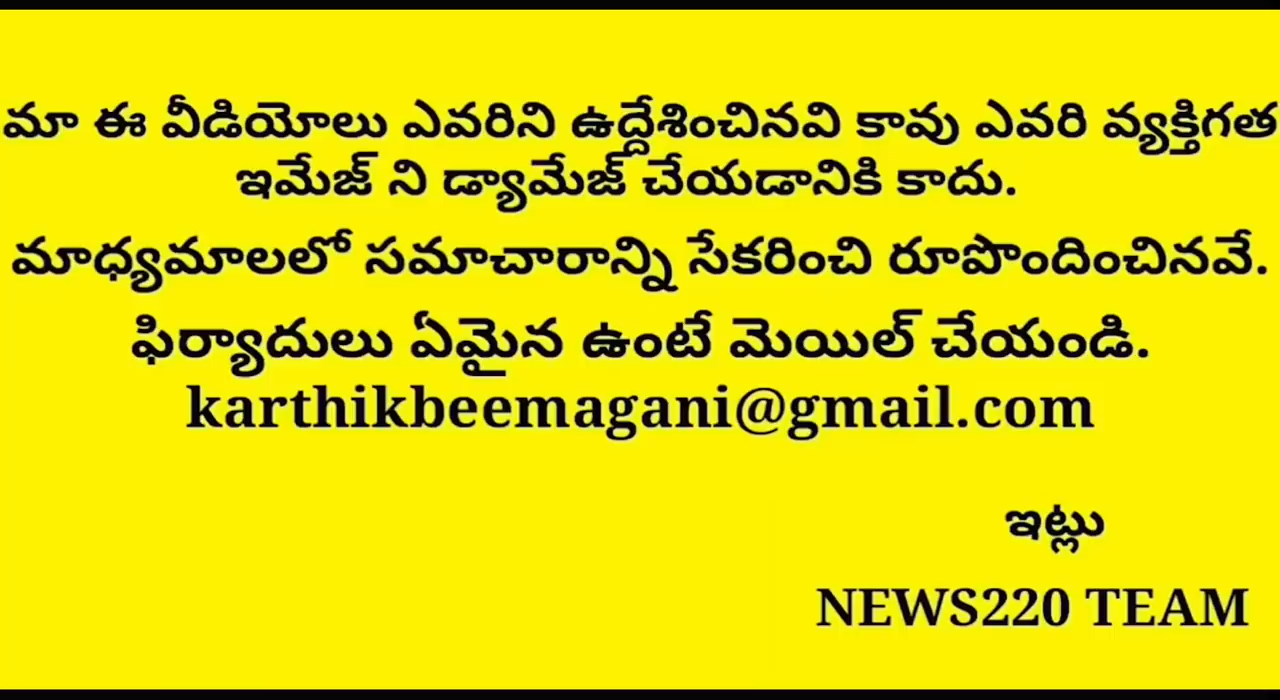 మా ఈ వీడియోలు ఎవరిని ఉద్దేశించినవి కావు ఎవరి వ్యక్తిగత
ఇమేజ్ ని డ్యామేజ్ చేయడానికి కాదు.
మాధ్యమాలలో సమాచారాన్ని సేకరించి రూపొందించినవే.
ఫిర్యాదులు ఏమైన ఉంటే మెయిల్ చేయండి.
karthikbeemagani@gmail.com
ఇట్లు
NEWS220 TEAM